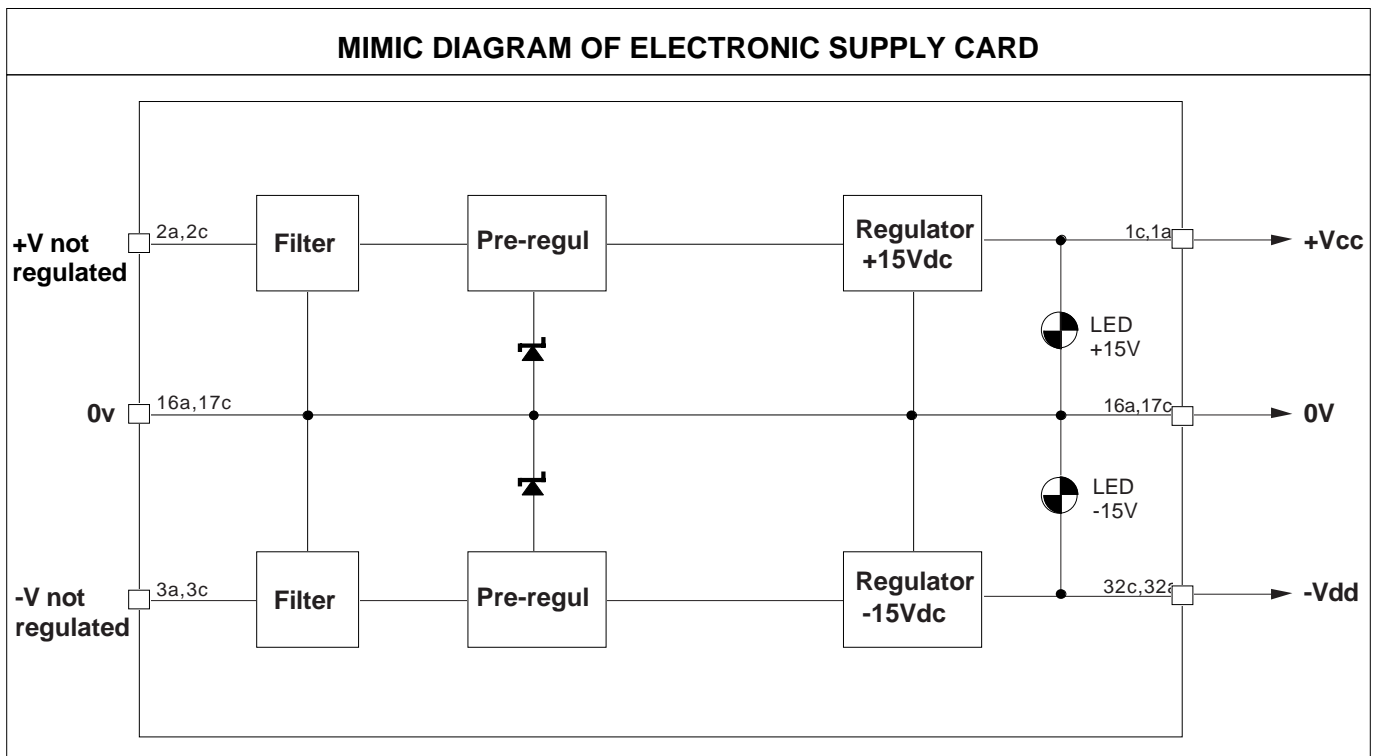 MIMIC DIAGRAM OF ELECTRONIC SUPPLY CARD
+V not
regulated
2a,2c
Filter
Pre-regul
Regulator
+15Vdc
1c,1a
+Vcc
LED
+15V
0v
16a,17c
16a,17c
0V
LED
-15V
-V not
regulated
3a,3c
Filter
Pre-regul
Regulator
-15Vdc
32c,32a
-Vdd